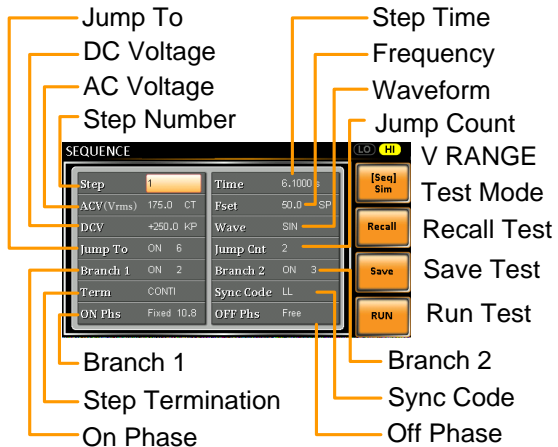 Jump To
DC Voltage
AC Voltage
Step Number
Step Time
Frequency
Waveform
Jump Count
SEQUENCE
LO HI
V RANGE
Step 1 Time 6.1000 s
ACV(Vrms) 175.0 CT Fset 50.0 SP
DCV +250.0 KP Wave SIN
Jump To ON 6 Jump Cnt 2
Branch 1 ON 2 Branch 2 ON 3
Term CONTI Sync Code LL
ON Phs Fixed 10.8 OFF Phs Free
[Seq]
Sim
Test Mode
Recall
Recall Test
Save
Save Test
RUN
Run Test
Branch 1
Step Termination
On Phase
Branch 2
Sync Code
Off Phase